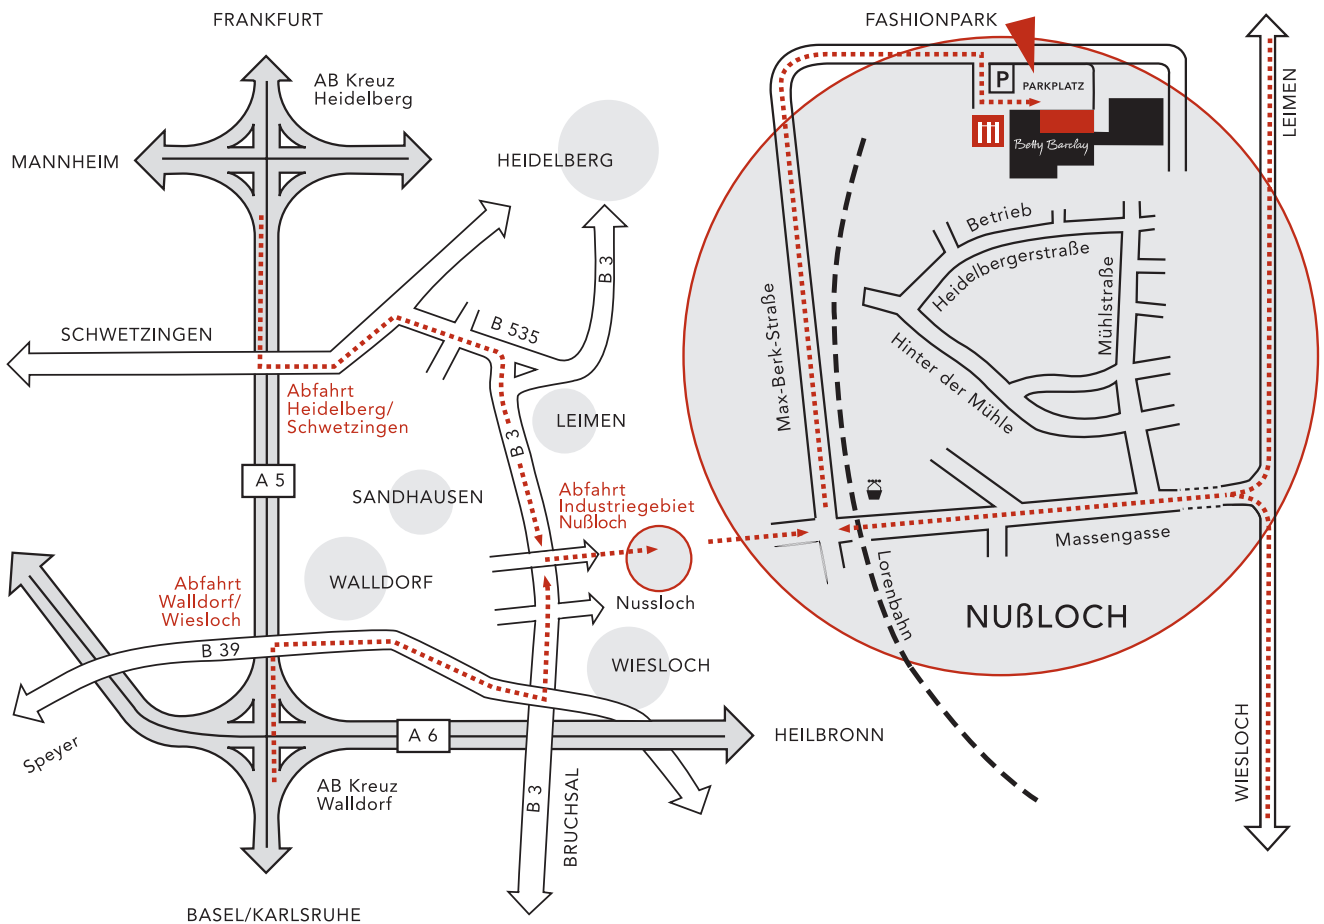 FRANKFURT
AB Kreuz
Heidelberg
MANNHEIM
HEIDELBERG
SCHWETZINGEN
B 535
B 3
Abfahrt
Heidelberg/
Schwetzingen
LEIMEN
B 3
A 5
SANDHAUSEN
Abfahrt
Industriegebiet
Nußloch
WALLDORF
Abfahrt
Walldorf/
Wiesloch
Nussloch
B 39
WIESLOCH
Speyer
A 6
HEILBRONN
AB Kreuz
Walldorf
B 3
BRUCHSAL
BASEL/KARLSRUHE
FASHIONPARK
P
PARKPLATZ
Betty Barclay
LEIMEN
Betrieb
Heidelbergerstraße
Mühlstraße
Max-Berk-Straße
Hinter der Mühle
Massengasse
Lorenbahn
NUßLOCH
WIESLOCH